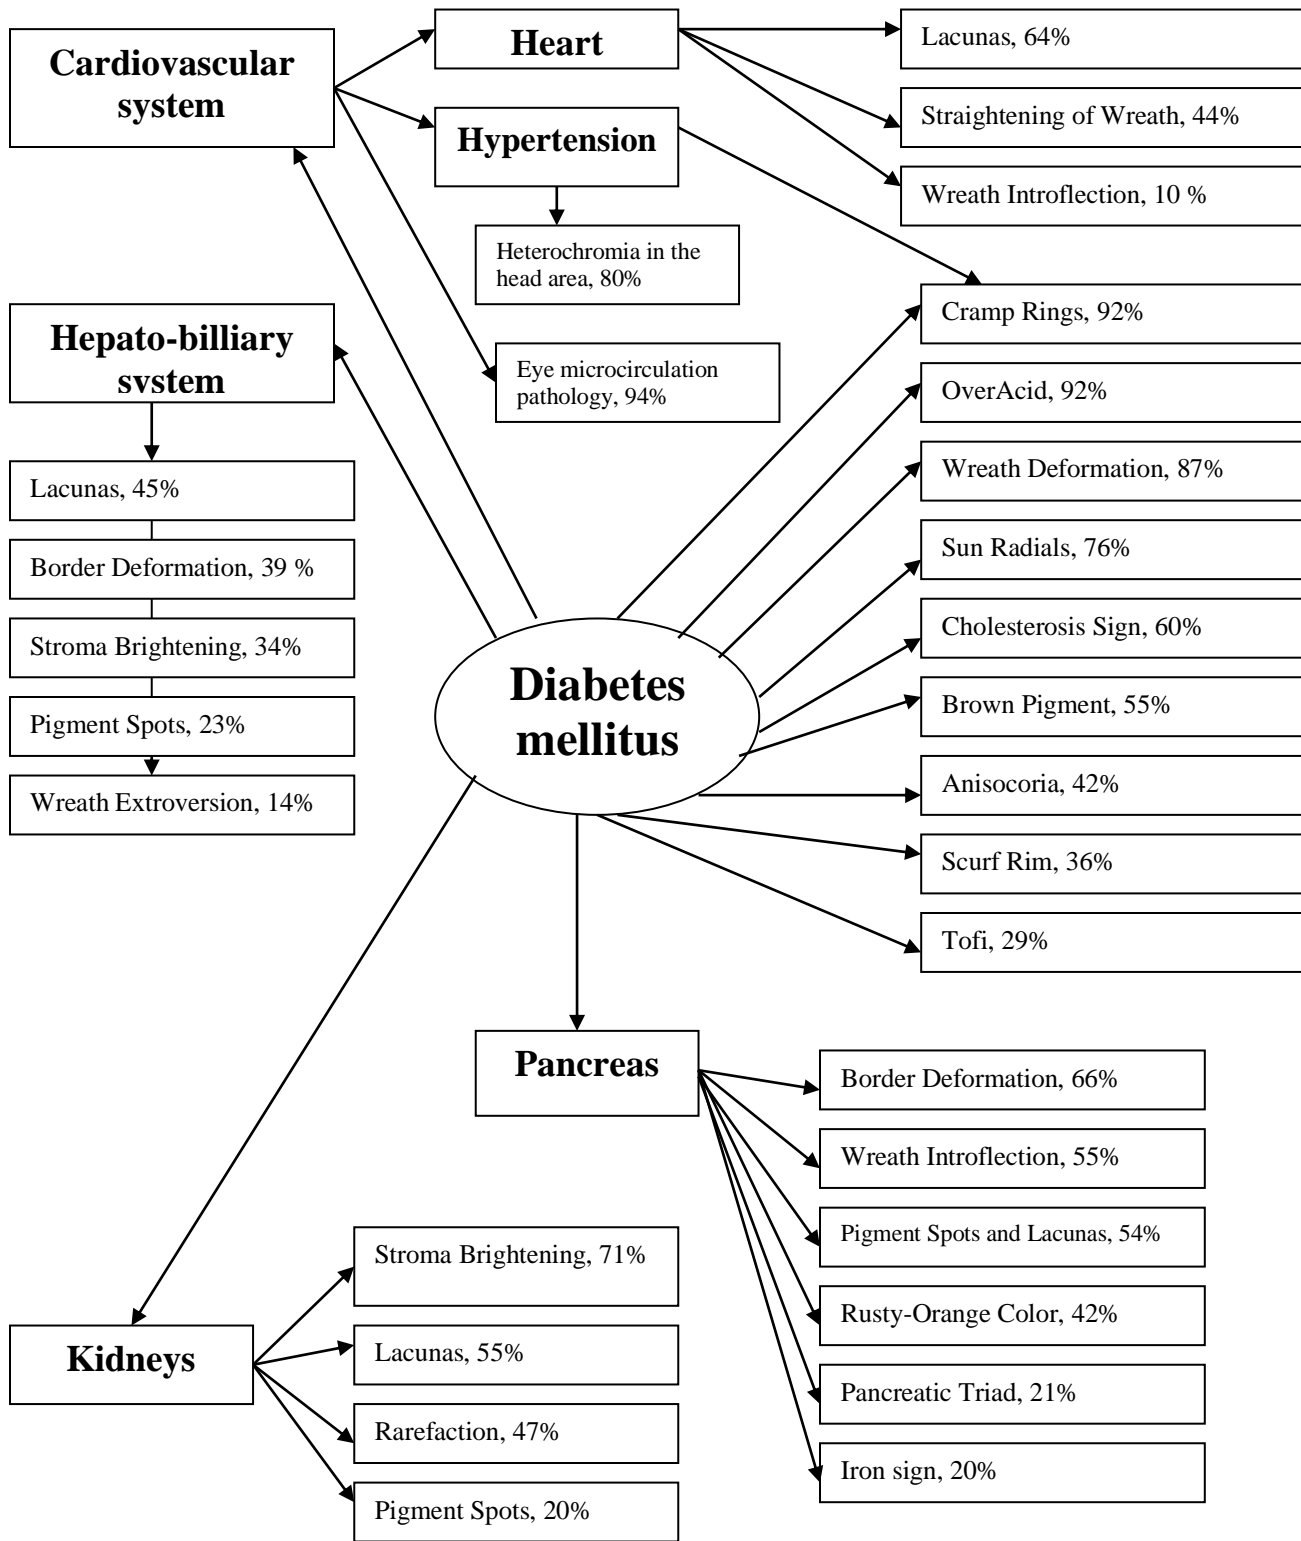 Cardiovascular
system
Heart
Lacunas, 64%
Straightening of Wreath, 44%
Wreath Introflection, 10 %
Hypertension
Heterochromia in the
head area, 80%
Eye microcirculation
pathology, 94%
Hepato-billiary
system
Lacunas, 45%
Border Deformation, 39 %
Stroma Brightening, 34%
Pigment Spots, 23%
Wreath Extroversion, 14%
Diabetes
mellitus
Cramp Rings, 92%
OverAcid, 92%
Wreath Deformation, 87%
Sun Radials, 76%
Cholesterosis Sign, 60%
Brown Pigment, 55%
Anisocoria, 42%
Scurf Rim, 36%
Tofi, 29%
Pancreas
Border Deformation, 66%
Wreath Introflection, 55%
Pigment Spots and Lacunas, 54%
Rusty-Orange Color, 42%
Pancreatic Triad, 21%
Iron sign, 20%
Kidneys
Stroma Brightening, 71%
Lacunas, 55%
Rarefaction, 47%
Pigment Spots, 20%